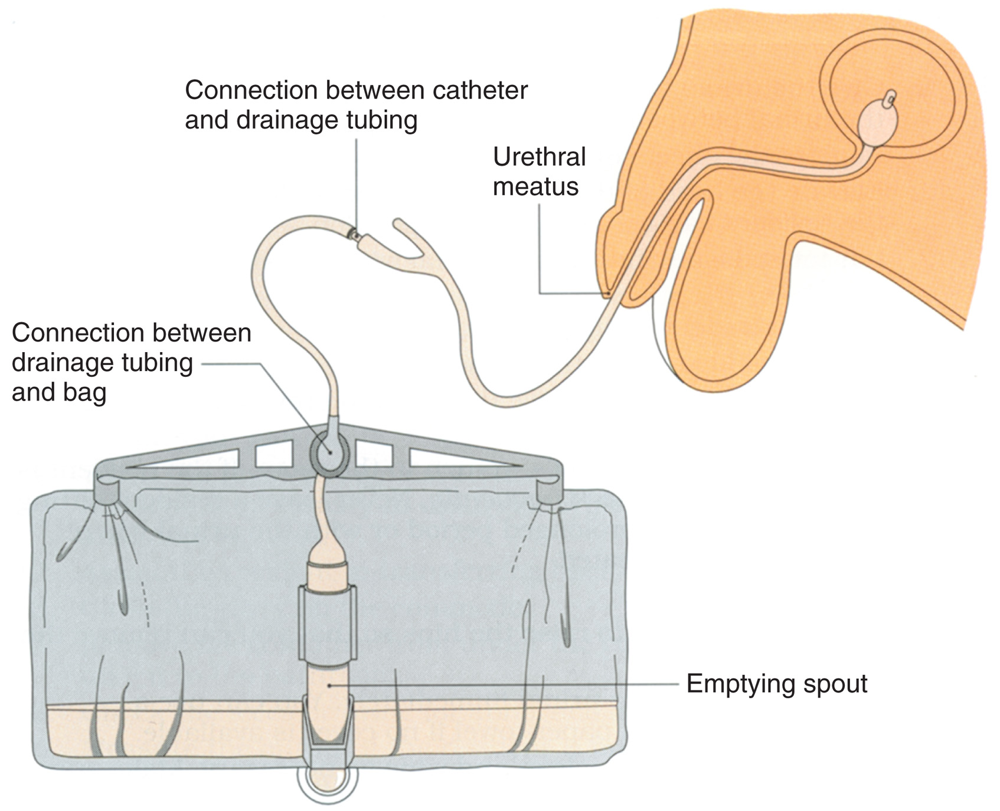 Connection between catheter
and drainage tubing
Urethral
meatus
Connection between
drainage tubing
and bag
Emptying spout